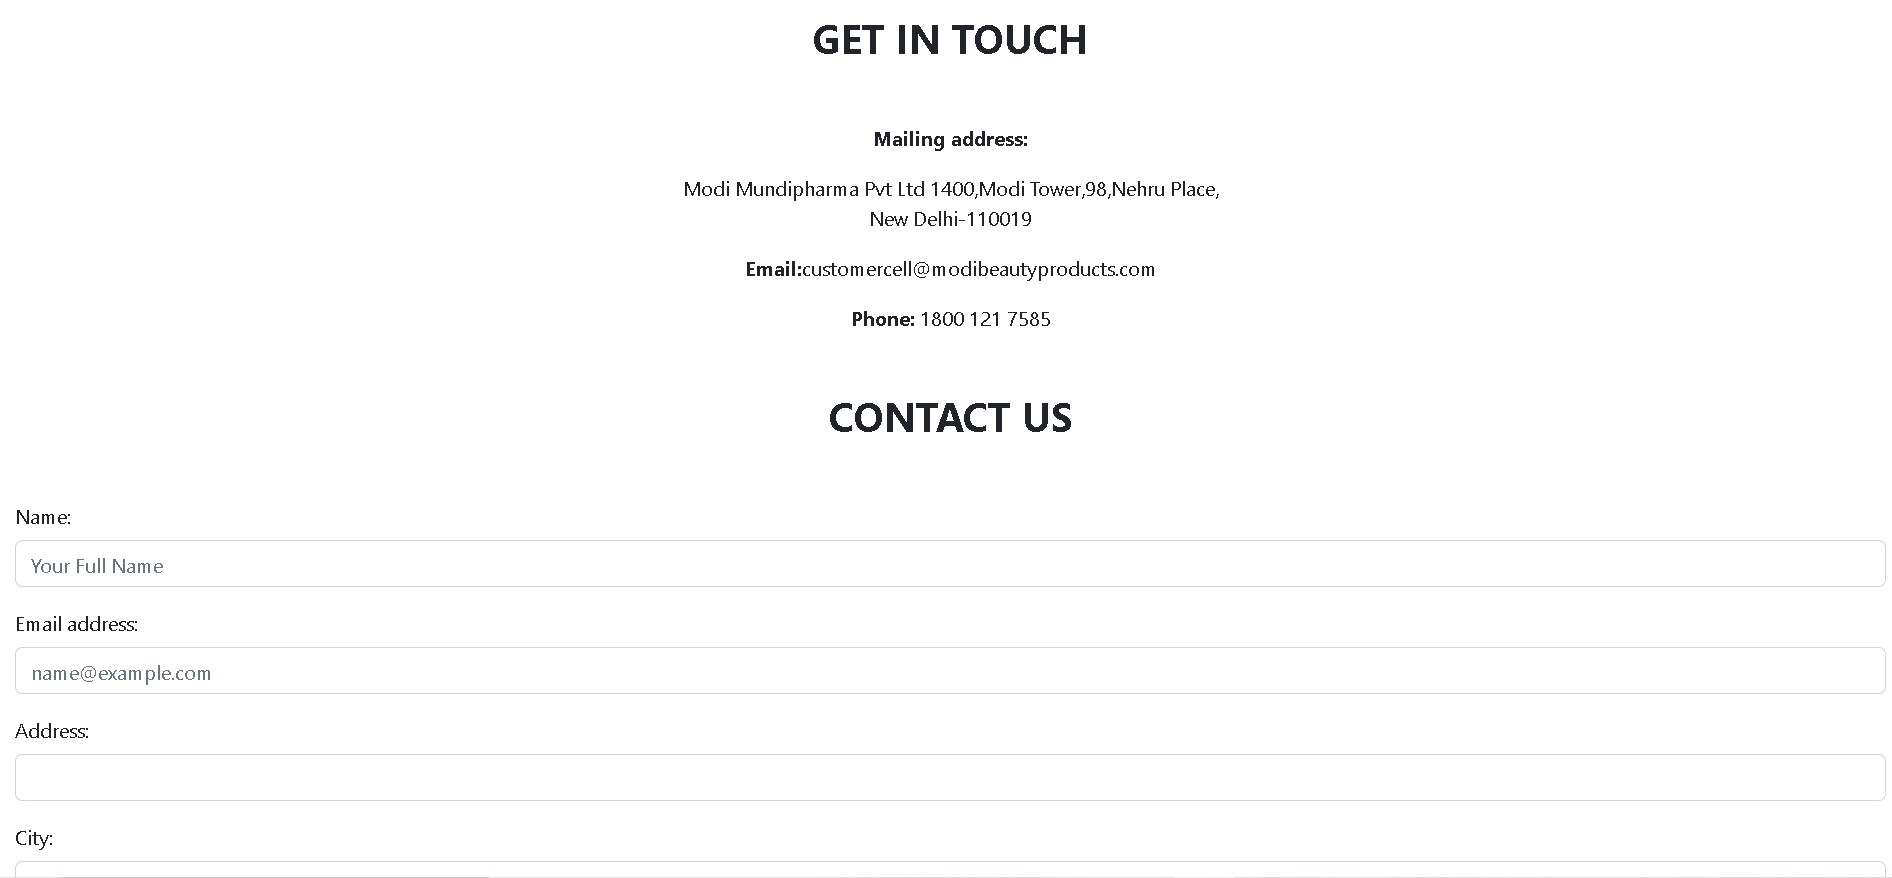 GET IN TOUCH
Mailing address:
Modi Mundipharma Pvt Ltd 1400,Modi Tower,98,Nehru Place,
New Delhi-110019
Email:customercell@modibeautyproducts.com
Phone: 1800 121 7585
CONTACT US
Name:
Your Full Name
Email address:
name@example.com
Address:
City: